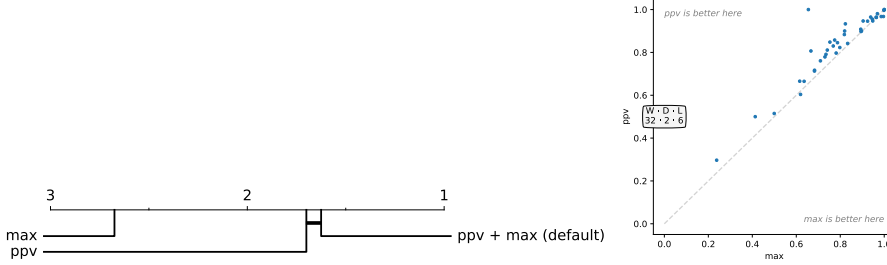 3
2
1
max
ppv
ppv + max (default)
1.0
0.8
0.6
0.4
0.2
0.0
ppv
ppv is better here
W · D · L
32 · 2 · 6
max is better here
0.0
0.2
0.4
0.6
0.8
1.0
max